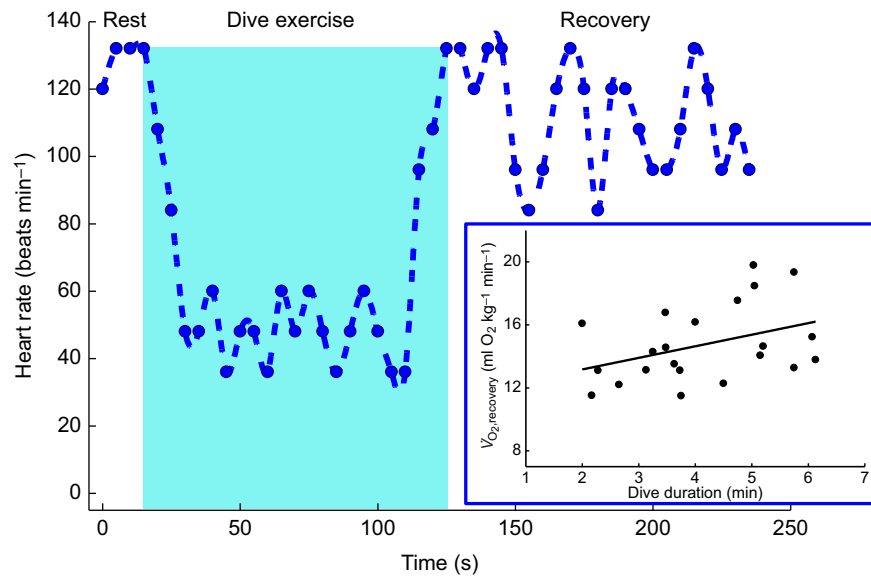 Rest Dive exercise Recovery
140
120
100
80
60
40
20
0
Heart rate (beats min–1)
0 50 100 150 200 250
Time (s)
20
16
12
8
V̇O2,recovery (ml O2 kg–1 min–1)
1 2 3 4 5 6 7
Dive duration (min)